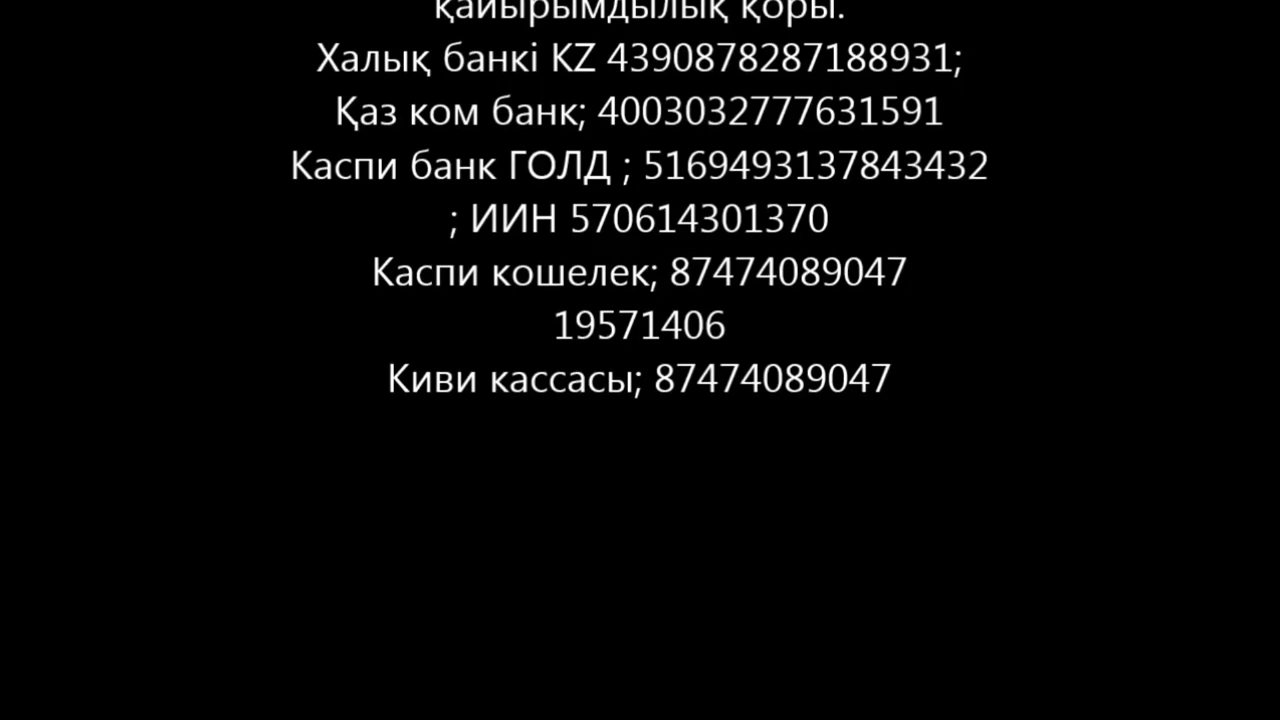 қайырымдылық қоры.
Халық банкі KZ 4390878287188931;
Қаз ком банк; 4003032777631591
Каспи банк ГОЛД ; 5169493137843432
; ИИН 570614301370
Каспи кошелек; 87474089047
19571406
Киви кассасы; 87474089047